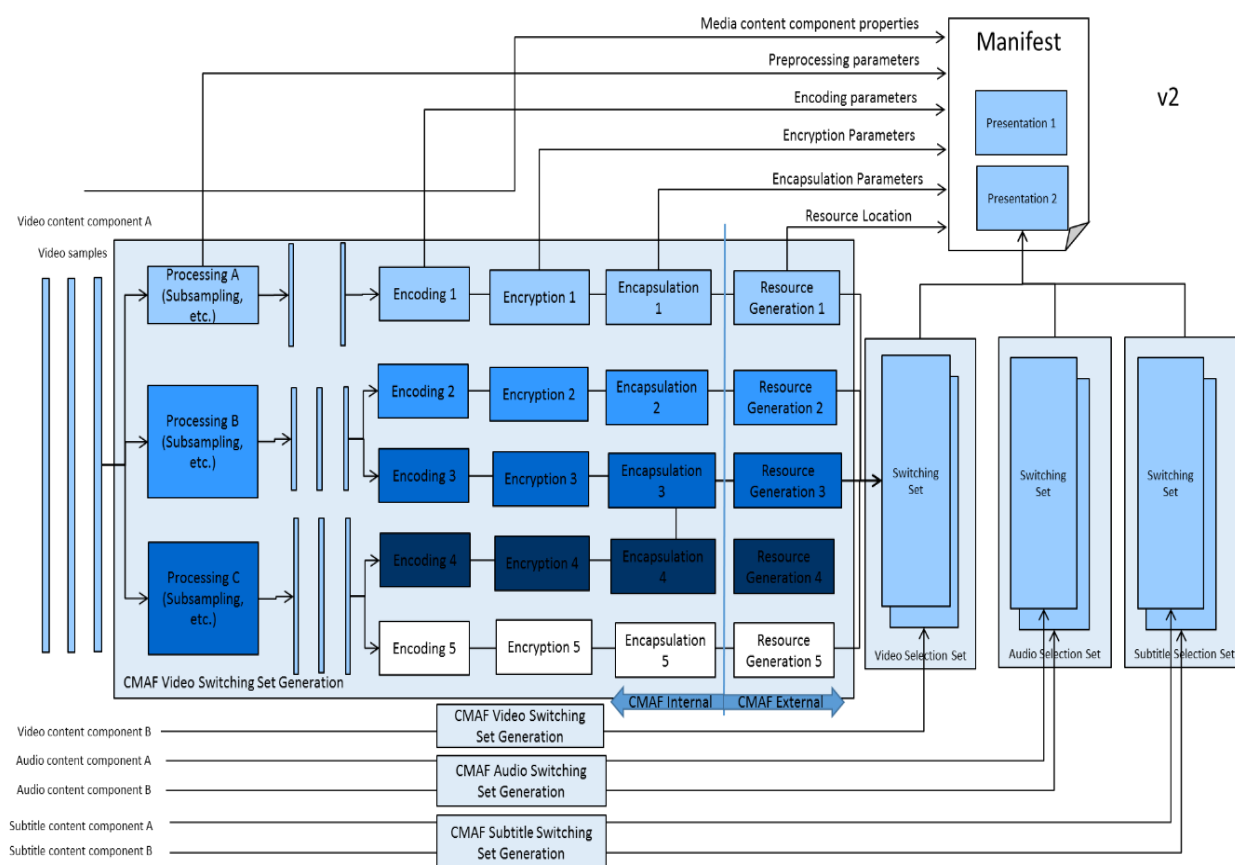 Media content component properties
Manifest
Preprocessing parameters
v2
Encoding parameters
Presentation 1
Encryption Parameters
Encapsulation Parameters
Presentation 2
Resource Location
Video content component A
Video samples
Processing A
(Subsampling,
etc.)
Encoding 1
Encryption 1
Encapsulation
1
Resource
Generation 1
Processing B
(Subsampling,
etc.)
Encoding 2
Encryption 2
Encapsulation
2
Resource
Generation 2
Encoding 3
Encryption 3
Encapsulation
3
Resource
Generation 3
Processing C
(Subsampling,
etc.)
Encoding 4
Encryption 4
Encapsulation
4
Resource
Generation 4
Encoding 5
Encryption 5
Encapsulation
5
Resource
Generation 5
Switching
Set
Switching
Set
Switching
Set
Video Selection Set
Audio Selection Set
Subtitle Selection Set
CMAF Video Switching Set Generation
CMAF Internal
CMAF External
Video content component B
CMAF Video Switching
Set Generation
Audio content component A
Audio content component B
CMAF Audio Switching
Set Generation
Subtitle content component A
Subtitle content component B
CMAF Subtitle Switching
Set Generation